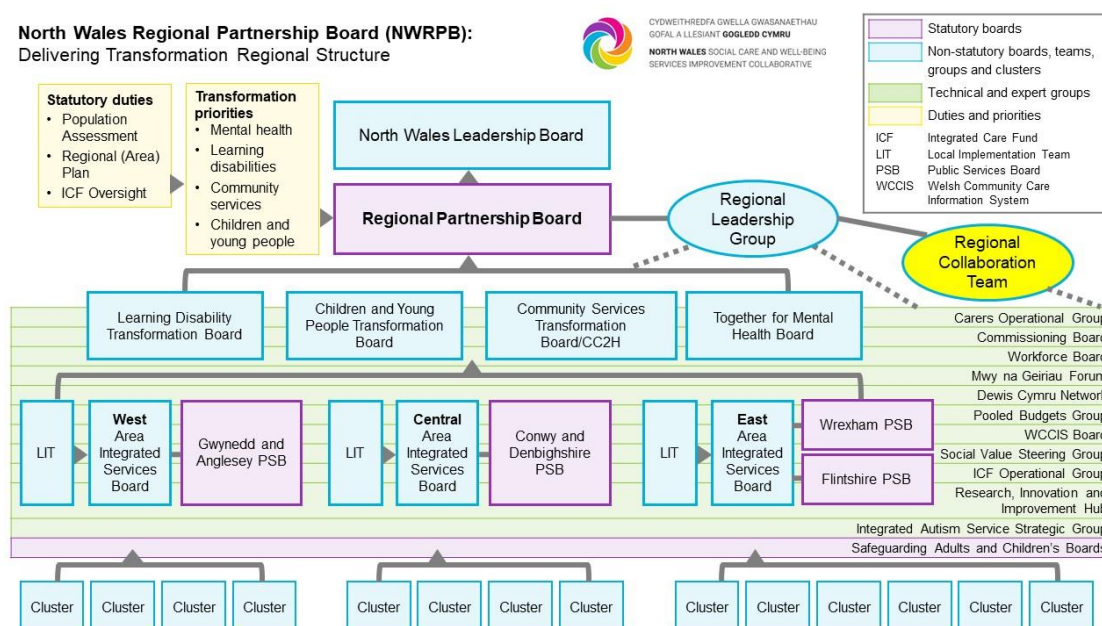 North Wales Regional Partnership Board (NWRPB):
Delivering Transformation Regional Structure
CYDWEITHREDFA GWELLA GWASANAETHAU
GOFAL A LLESIANT GOGLEDD CYMRU
NORTH WALES SOCIAL CARE AND WELL-BEING
SERVICES IMPROVEMENT COLLABORATIVE
Statutory boards
Non-statutory boards, teams,
groups and clusters
Technical and expert groups
Duties and priorities
ICF Integrated Care Fund
LIT Local Implementation Team
PSB Public Services Board
WCCIS Welsh Community Care
Information System
Statutory duties
• Population
Assessment
• Regional (Area)
Plan
• ICF Oversight
Transformation
priorities
• Mental health
• Learning
disabilities
• Community
services
• Children and
young people
North Wales Leadership Board
Regional Partnership Board
Regional
Leadership
Group
Regional
Collaboration
Team
Learning Disability
Transformation Board
Children and Young
People Transformation
Board
Community Services
Transformation
Board/CC2H
Together for Mental
Health Board
Carers Operational Group
Commissioning Board
Workforce Board
Mwy na Geiriau Forum
Dewis Cymru Network
Pooled Budgets Group
WCCIS Board
Social Value Steering Group
ICF Operational Group
Research, Innovation and
Improvement Hub
Integrated Autism Service Strategic Group
Safeguarding Adults and Children's Boards
LIT
West
Area
Integrated
Services
Board
Gwynedd and
Anglesey PSB
LIT
Central
Area
Integrated
Services
Board
Conwy and
Denbighshire
PSB
LIT
East
Area
Integrated
Services
Board
Wrexham PSB
Flintshire PSB
Cluster
Cluster
Cluster
Cluster
Cluster
Cluster
Cluster
Cluster
Cluster
Cluster
Cluster
Cluster
Cluster
Cluster